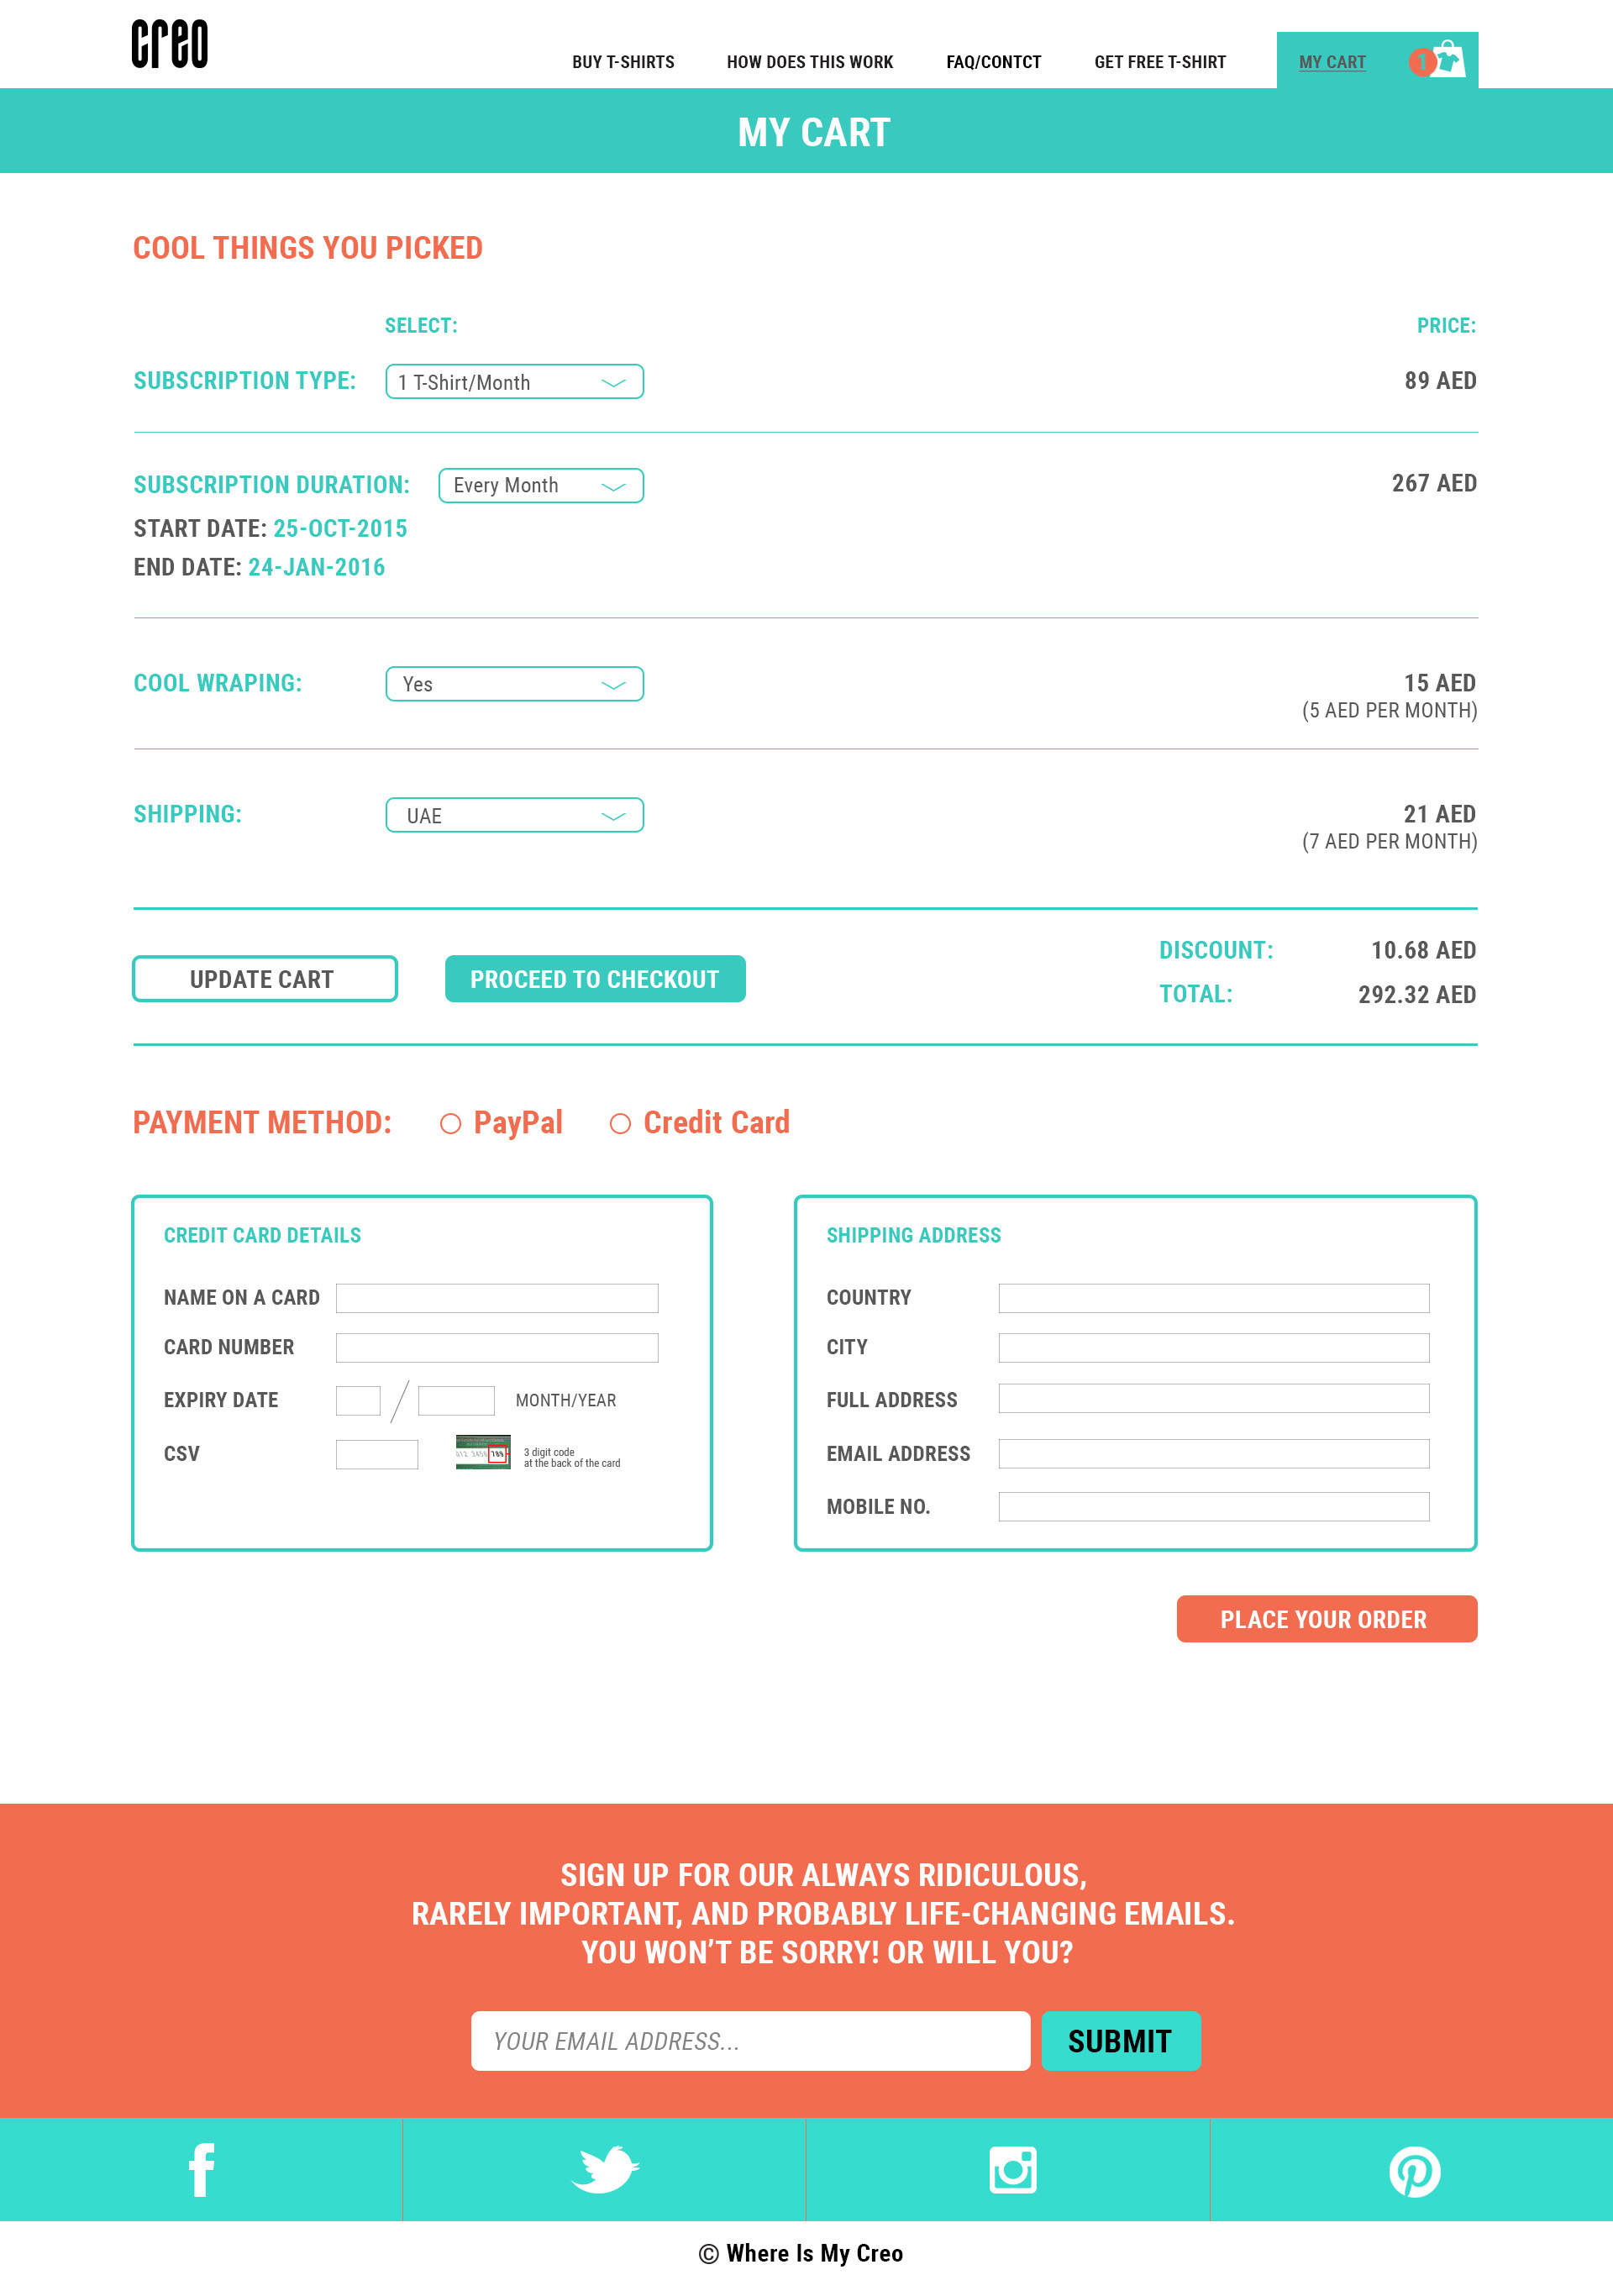 creo
BUY T-SHIRTS
HOW DOES THIS WORK
FAQ/CONTCT
GET FREE T-SHIRT
MY CART
1
MY CART
COOL THINGS YOU PICKED
SELECT:
PRICE:
SUBSCRIPTION TYPE:
1 T-Shirt/Month
89 AED
SUBSCRIPTION DURATION:
Every Month
267 AED
START DATE: 25-OCT-2015
END DATE: 24-JAN-2016
COOL WRAPING:
Yes
15 AED
(5 AED PER MONTH)
SHIPPING:
UAE
21 AED
(7 AED PER MONTH)
UPDATE CART
PROCEED TO CHECKOUT
DISCOUNT:
10.68 AED
TOTAL:
292.32 AED
PAYMENT METHOD:
PayPal
Credit Card
CREDIT CARD DETAILS
NAME ON A CARD
CARD NUMBER
EXPIRY DATE
/
MONTH/YEAR
CSV
3 digit code
at the back of the card
SHIPPING ADDRESS
COUNTRY
CITY
FULL ADDRESS
EMAIL ADDRESS
MOBILE NO.
PLACE YOUR ORDER
SIGN UP FOR OUR ALWAYS RIDICULOUS,
RARELY IMPORTANT, AND PROBABLY LIFE-CHANGING EMAILS.
YOU WON'T BE SORRY! OR WILL YOU?
YOUR EMAIL ADDRESS...
SUBMIT
© Where Is My Creo